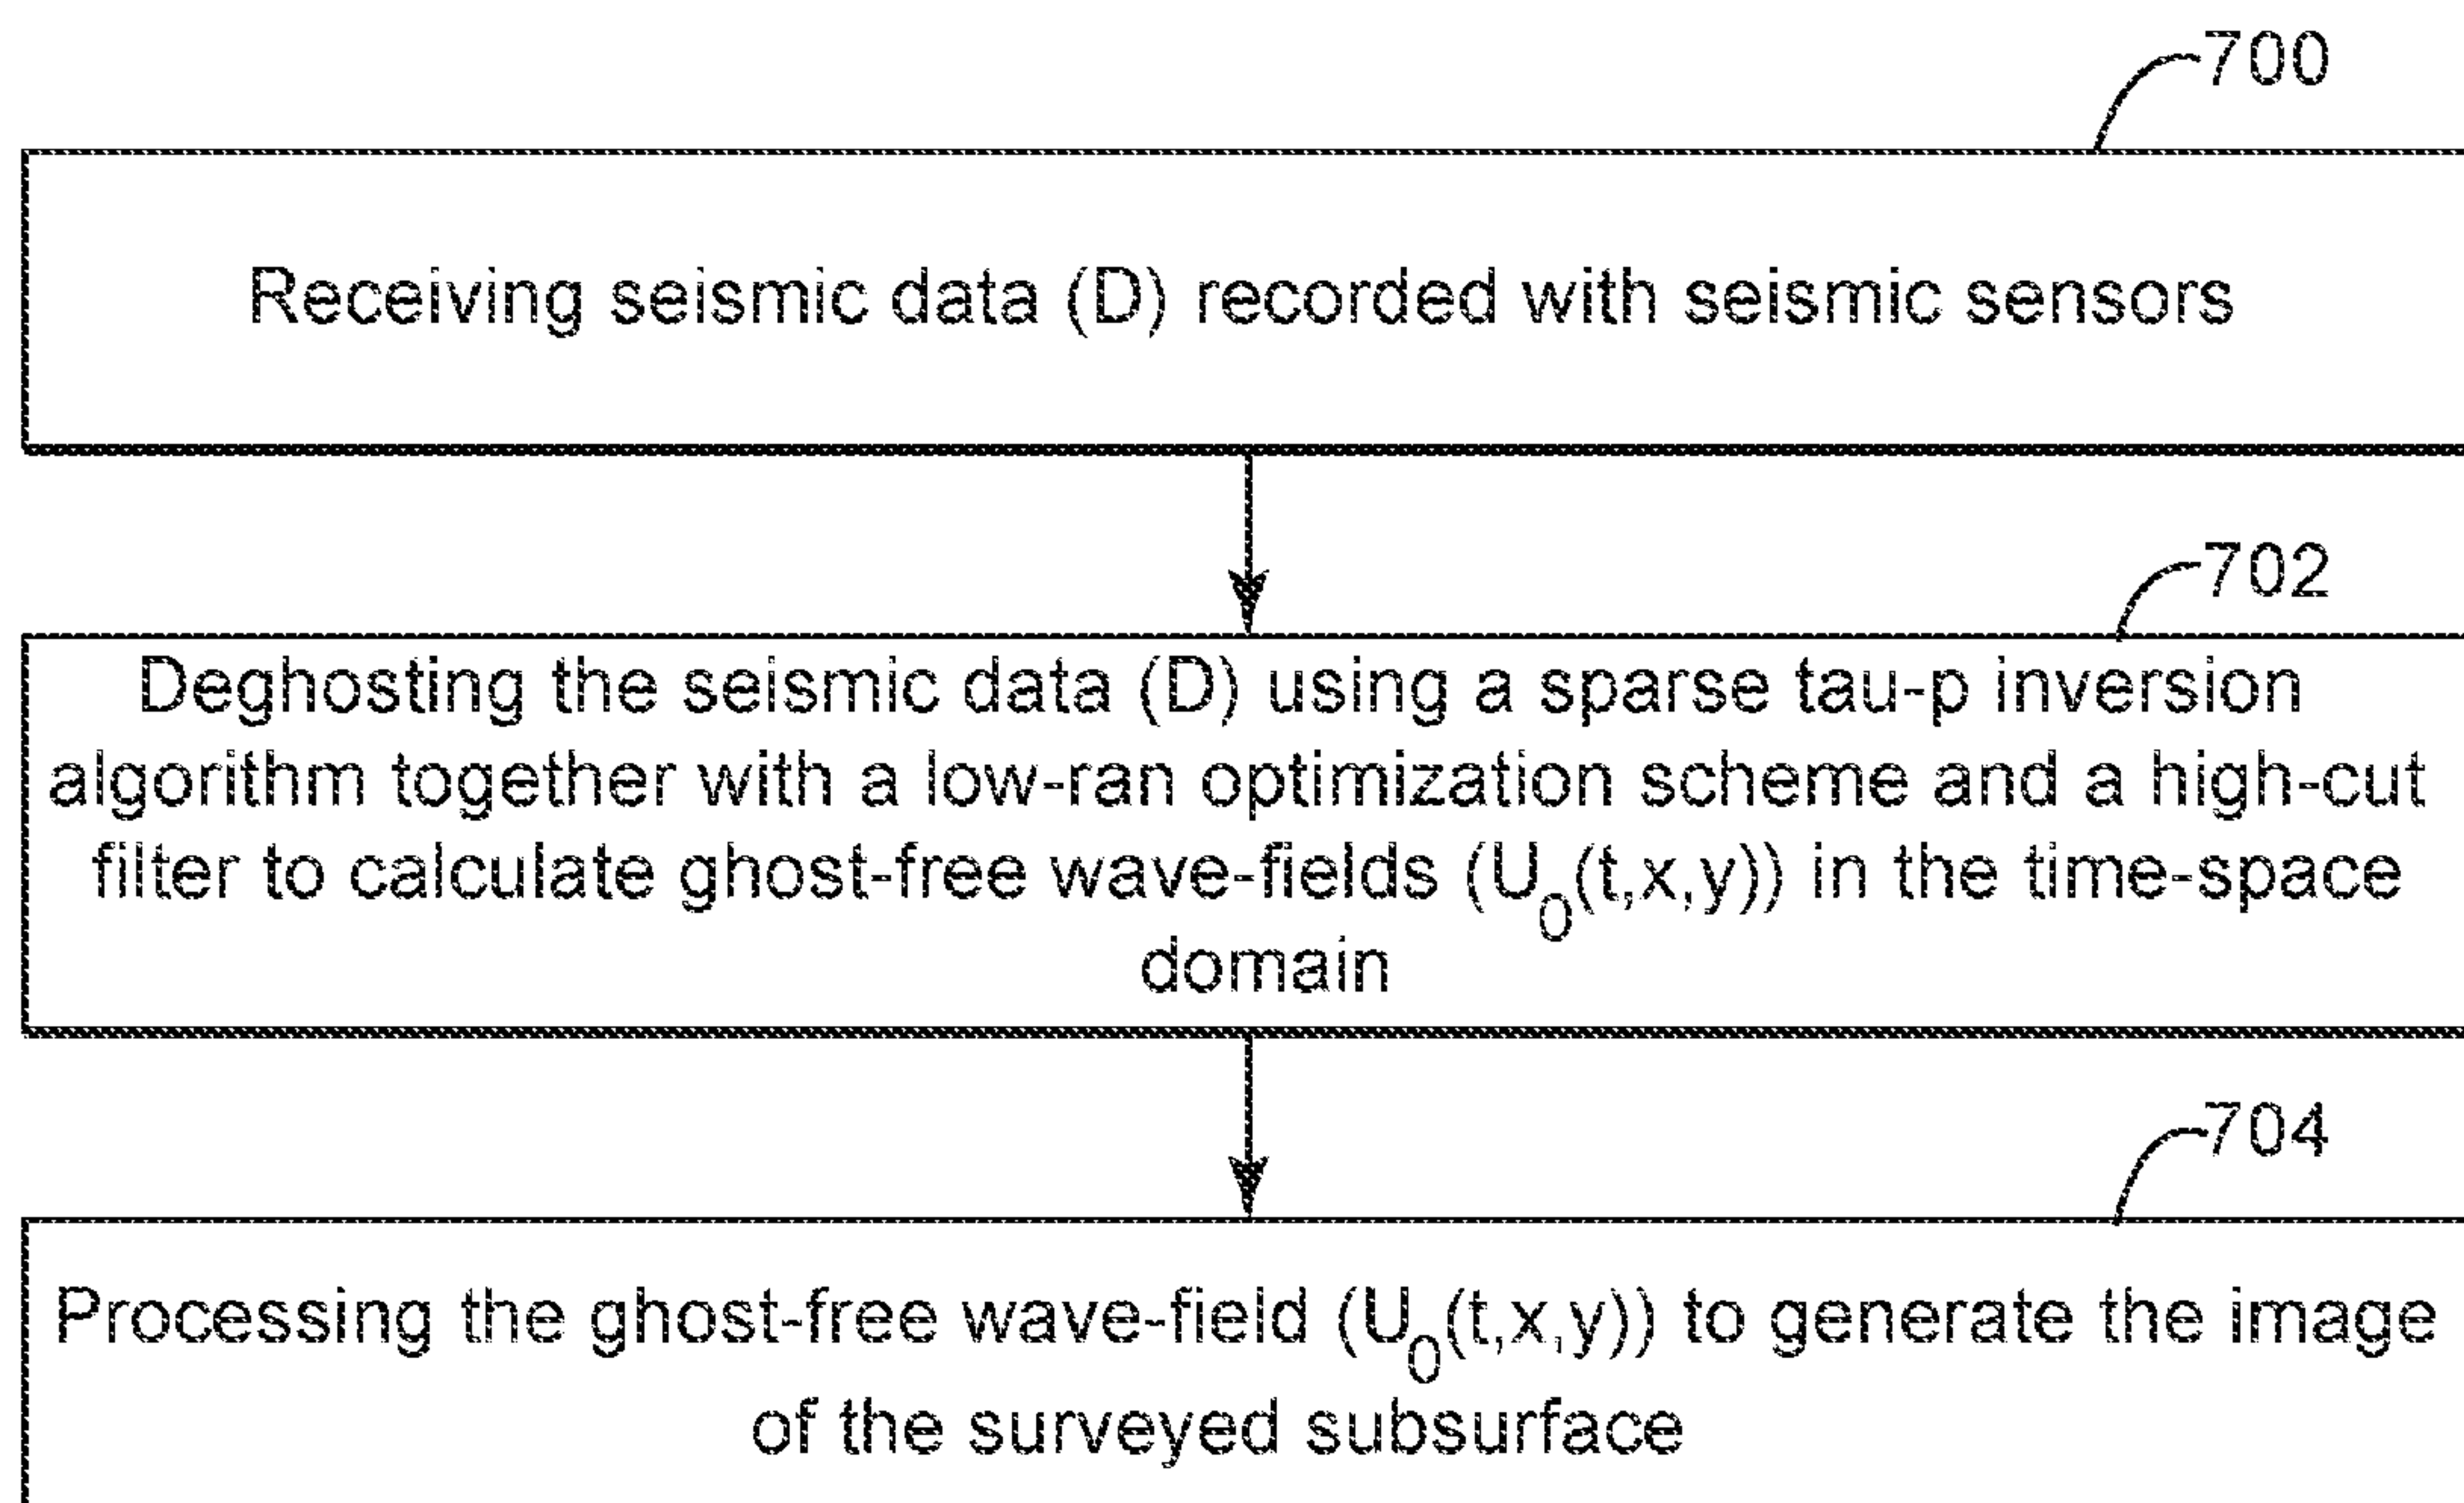 700
Receiving seismic data (D) recorded with seismic sensors
702
Deghosting the seismic data (D) using a sparse tau-p inversion
algorithm together with a low-ran optimization scheme and a high-cut
filter to calculate ghost-free wave-fields (U₀(t,x,y)) in the time-space
domain
704
Processing the ghost-free wave-field (U₀(t,x,y)) to generate the image
of the surveyed subsurface